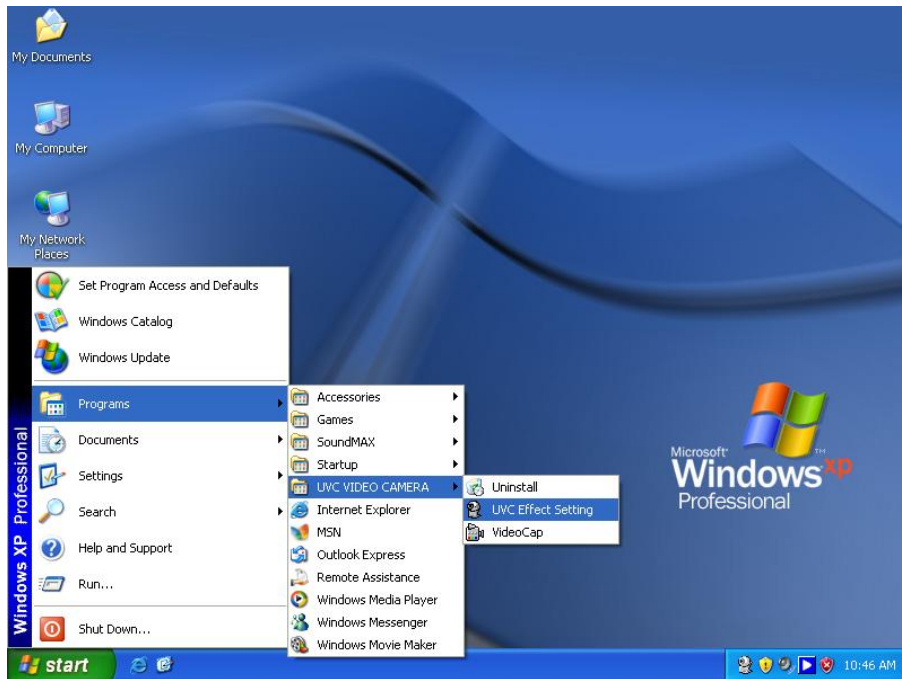 My Documents
My Computer
My Network
Places
Set Program Access and Defaults
Windows Catalog
Windows Update
Programs
Documents
Settings
Search
Help and Support
Run...
Shut Down...
Windows XP Professional
Accessories
Games
SoundMAX
Startup
UVC VIDEO CAMERA
Internet Explorer
MSN
Outlook Express
Remote Assistance
Windows Media Player
Windows Messenger
Windows Movie Maker
Uninstall
UVC Effect Setting
VideoCap
Microsoft
TM
Windows xp
Professional
start
10:46 AM